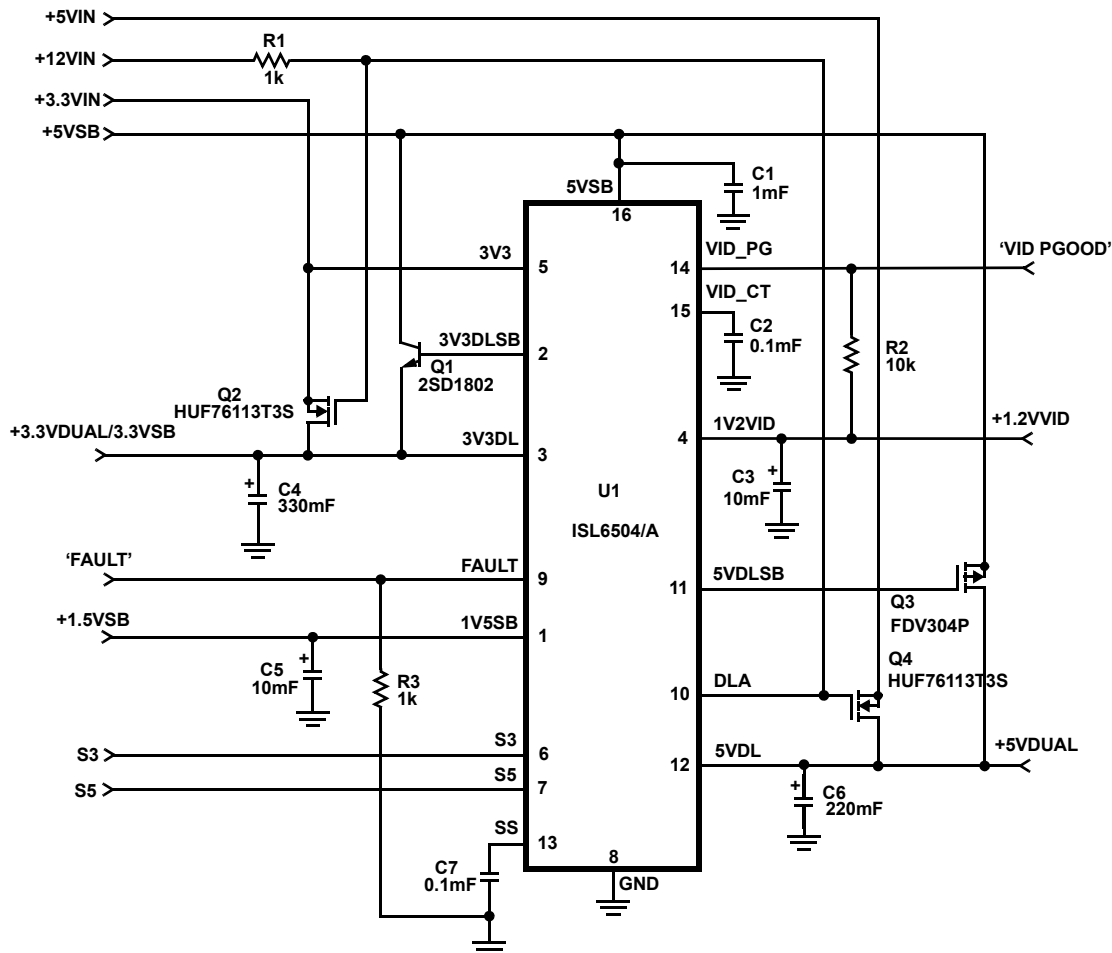 +5VIN
+12VIN
R1
1k
+3.3VIN
+5VSB
5VSB
16
C1
1mF
3V3
5
VID_PG
14
'VID PGOOD'
VID_CT
15
C2
0.1mF
3V3DLSB
2
Q1
2SD1802
R2
10k
Q2
HUF76113T3S
+3.3VDUAL/3.3VSB
3V3DL
3
1V2VID
4
+1.2VVID
C3
10mF
C4
330mF
U1
ISL6504/A
'FAULT'
FAULT
9
5VDLSB
11
Q3
FDV304P
+1.5VSB
1V5SB
1
C5
10mF
R3
1k
Q4
HUF76113T3S
DLA
10
S3
S3
6
5VDL
12
+5VDUAL
S5
S5
7
C6
220mF
SS
13
C7
0.1mF
8
GND